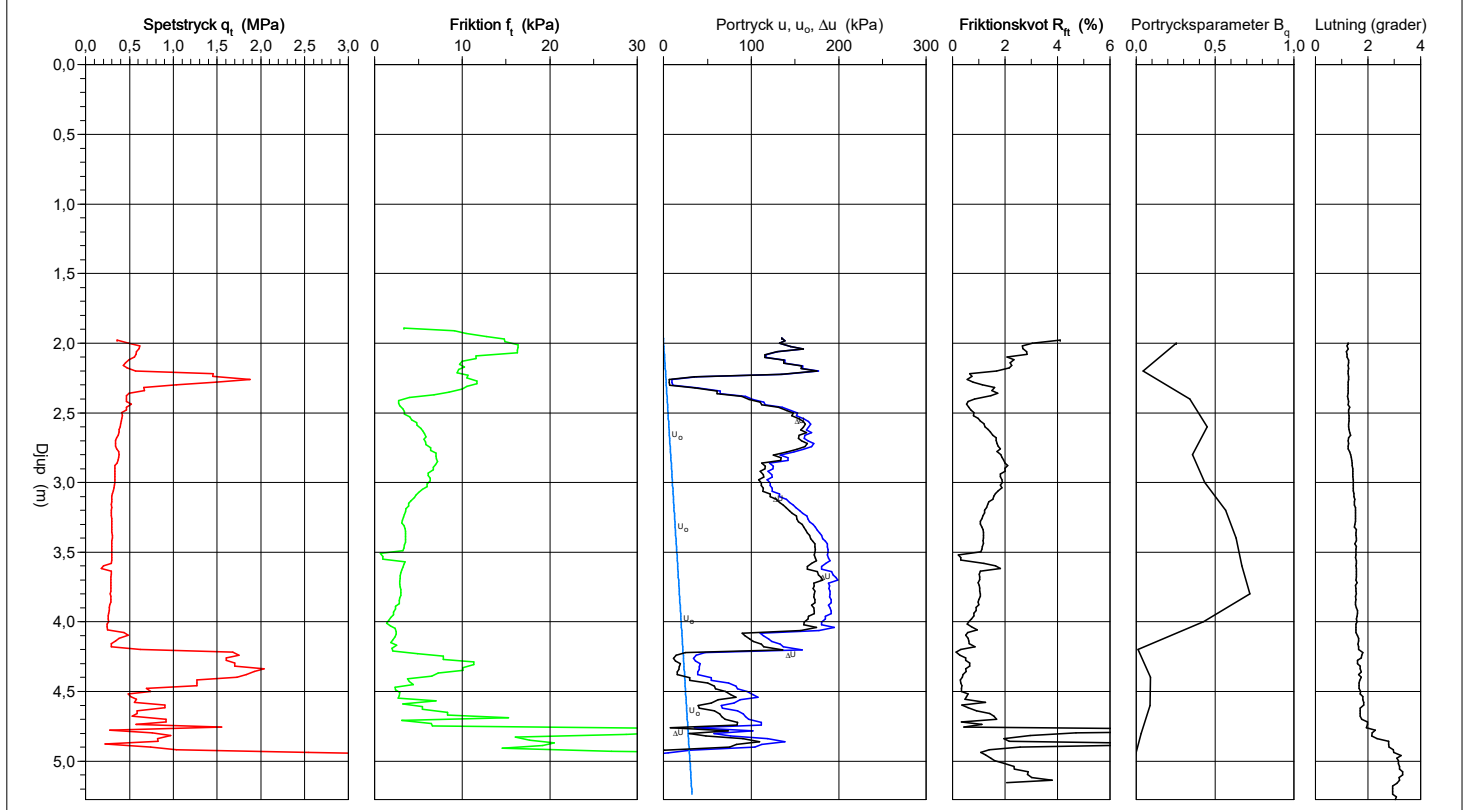 Spetstryck qt (MPa)
Friktion ft (kPa)
Portryck u, uo, Δu (kPa)
Friktionskvot Rft (%)
Portrycksparameter Bq
Lutning (grader)
0,0 0,5 1,0 1,5 2,0 2,5 3,0
0 10 20 30
0 100 200 300
0 2 4 6
0,0 0,5 1,0
0 2 4
Djup (m)
0,0
0,5
1,0
1,5
2,0
2,5
3,0
3,5
4,0
4,5
5,0
ΔU
Uo
ΔU
Uo
ΔU
Uo
ΔU
Uo
ΔU